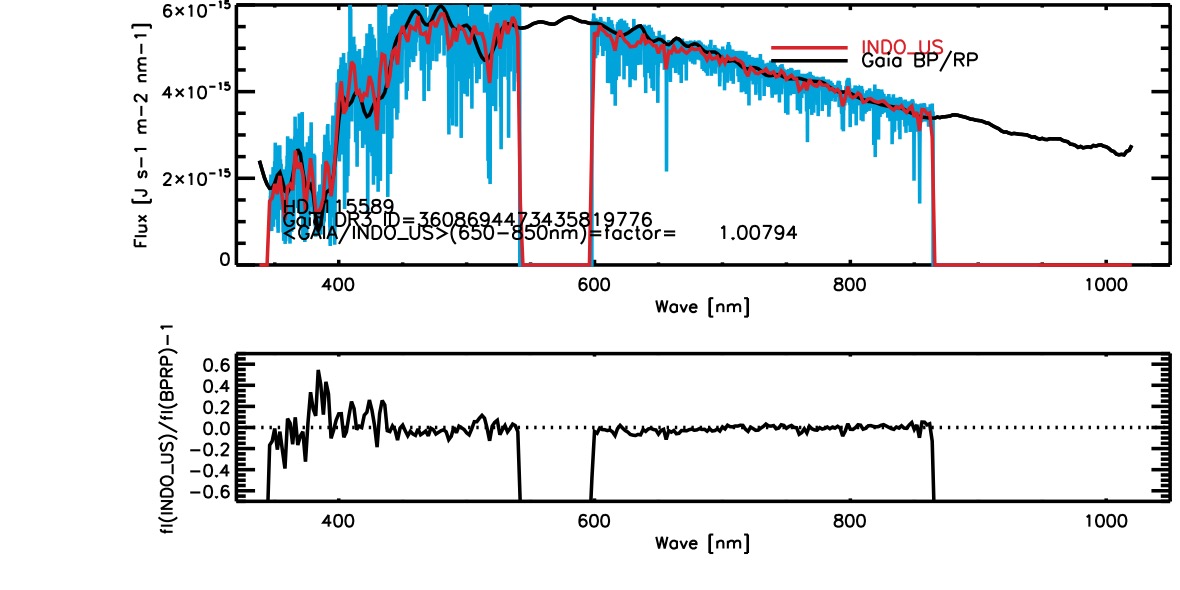 6×10−15
4×10−15
2×10−15
0
Flux [J s−1 m−2 nm−1]
INDO_US
Gaia BP/RP
HD 115589
Gaia DR3 ID=3608694473435819776
<GAIA/INDO_US>(650−850nm)=factor= 1.00794
400 600 800 1000
Wave [nm]
fl(INDO_US)/fl(BPRP)−1
0.6
0.4
0.2
0.0
−0.2
−0.4
−0.6
400 600 800 1000
Wave [nm]